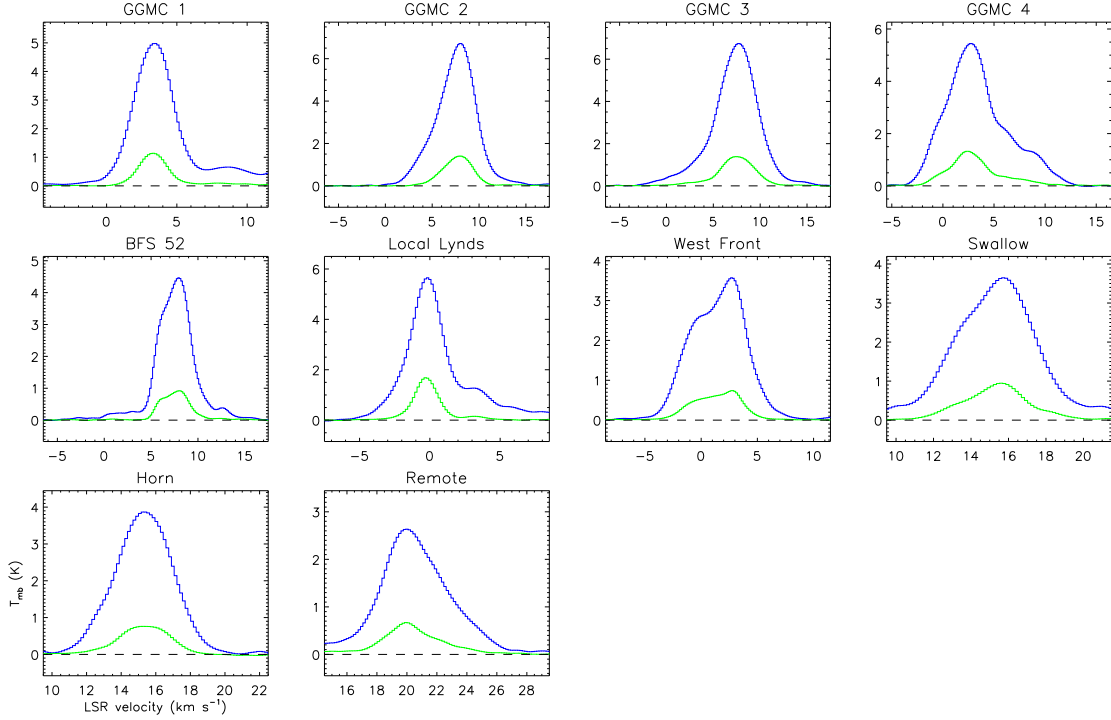 GGMC 1 GGMC 2 GGMC 3 GGMC 4
5 4 3 2 1 0
6 4 2 0
6 4 2 0
6 4 2 0
0 5 10
-5 0 5 10 15
-5 0 5 10 15
-5 0 5 10 15
BFS 52 Local Lynds West Front Swallow
5 4 3 2 1 0
6 4 2 0
4 3 2 1 0
4 3 2 1 0
-5 0 5 10 15
-5 0 5
-5 0 5 10
10 12 14 16 18 20
Horn Remote
4 3 2 1 0
3 2 1 0
T_mb (K)
10 12 14 16 18 20 22
16 18 20 22 24 26 28
LSR velocity (km s⁻¹)